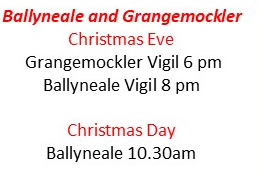 Ballyneale and Grangemockler
Christmas Eve
Grangemockler Vigil 6 pm
Ballyneale Vigil 8 pm
Christmas Day
Ballyneale 10.30am